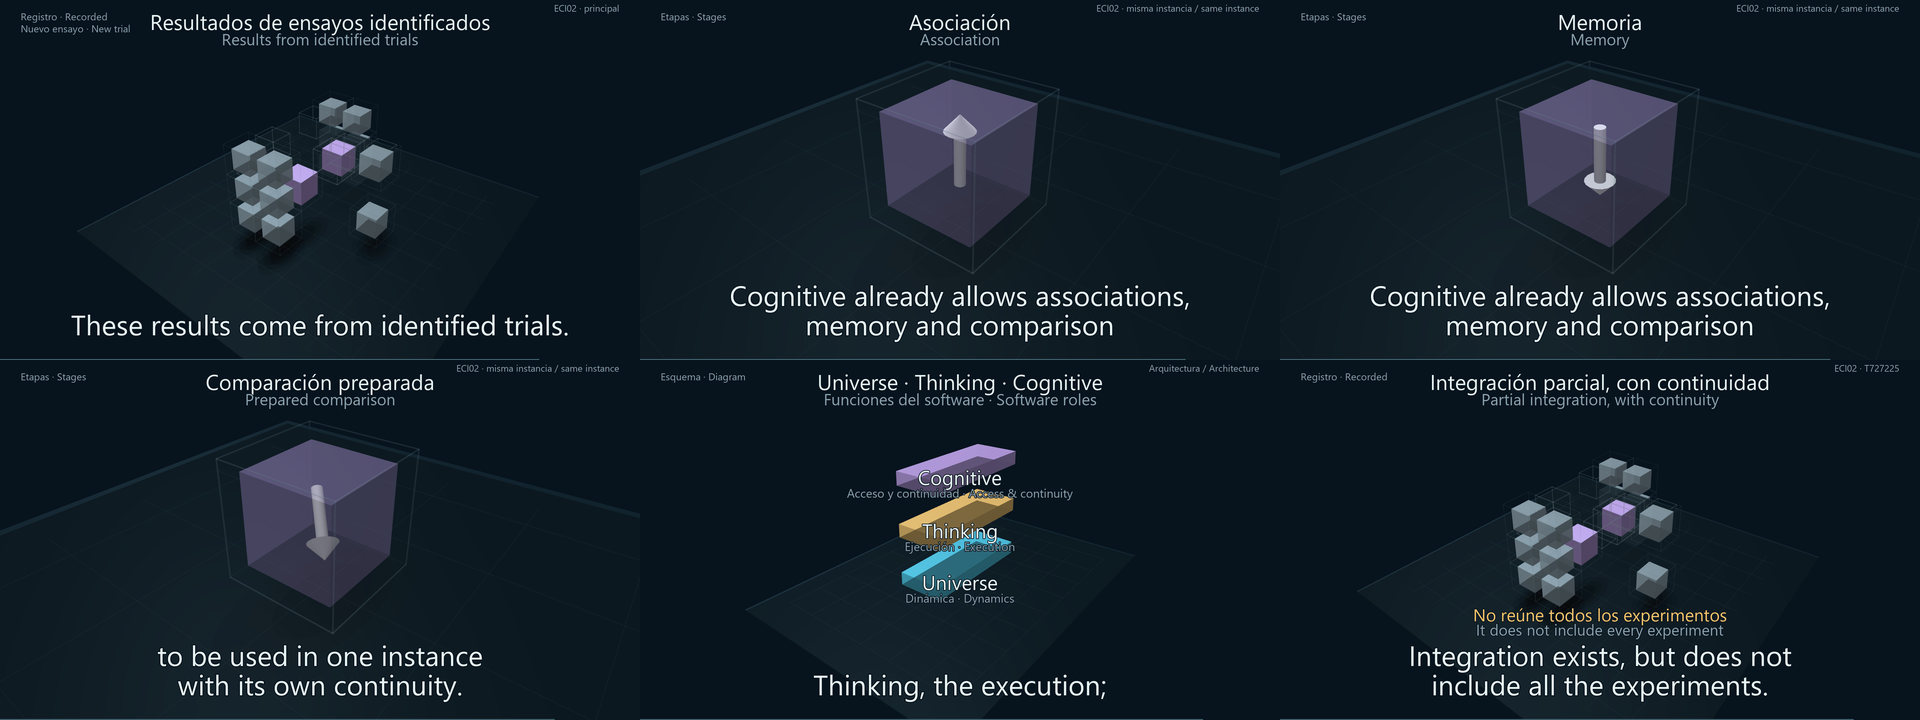 Registro · Recorded
Nuevo ensayo · New trial
ECI02 · principal
Resultados de ensayos identificados
Results from identified trials
These results come from identified trials.
Etapas · Stages
ECI02 · misma instancia / same instance
Asociación
Association
Cognitive already allows associations,
memory and comparison
Etapas · Stages
ECI02 · misma instancia / same instance
Memoria
Memory
Cognitive already allows associations,
memory and comparison
Etapas · Stages
ECI02 · misma instancia / same instance
Comparación preparada
Prepared comparison
to be used in one instance
with its own continuity.
Esquema · Diagram
Arquitectura / Architecture
Universe · Thinking · Cognitive
Funciones del software · Software roles
Cognitive
Acceso y continuidad · Access & continuity
Thinking
Ejecución · Execution
Universe
Dinámica · Dynamics
Thinking, the execution;
Registro · Recorded
ECI02 · T727225
Integración parcial, con continuidad
Partial integration, with continuity
No reúne todos los experimentos
It does not include every experiment
Integration exists, but does not
include all the experiments.